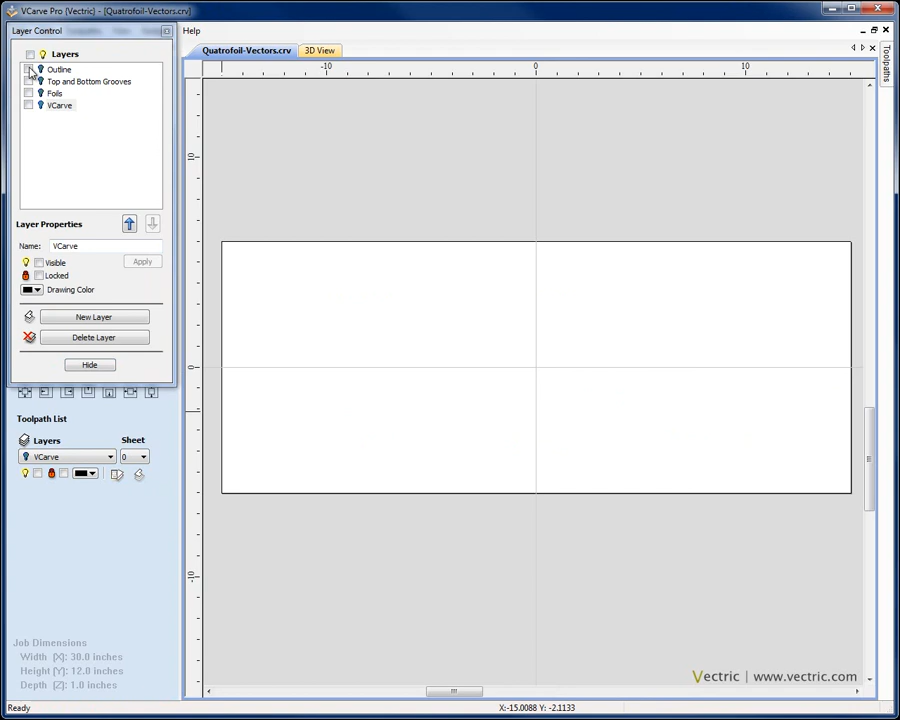 VCarve Pro {Vectric} - [Quatrofoil-Vectors.crv]
Layer Control
Help
Quatrofoil-Vectors.crv
3D View
Toolpaths
Layers
Outline
Top and Bottom Grooves
Foils
VCarve
Layer Properties
Name: VCarve
Visible
Apply
Locked
Drawing Color
New Layer
Delete Layer
Hide
Toolpath List
Layers Sheet
VCarve 0
Job Dimensions
Width (X): 30.0 inches
Height (Y): 12.0 inches
Depth (Z): 1.0 inches
-10 0 10
10
0
-10
Vectric | www.vectric.com
Ready
X:-15.0088 Y: -2.1133